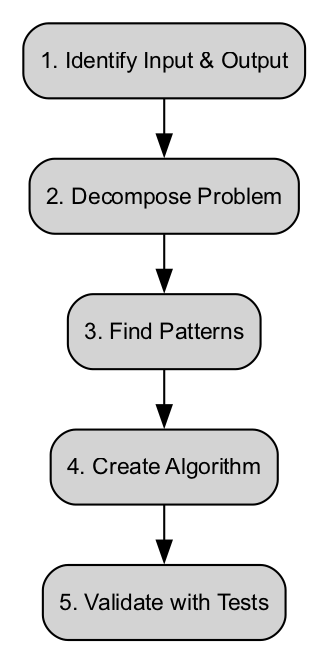 1. Identify Input & Output
2. Decompose Problem
3. Find Patterns
4. Create Algorithm
5. Validate with Tests